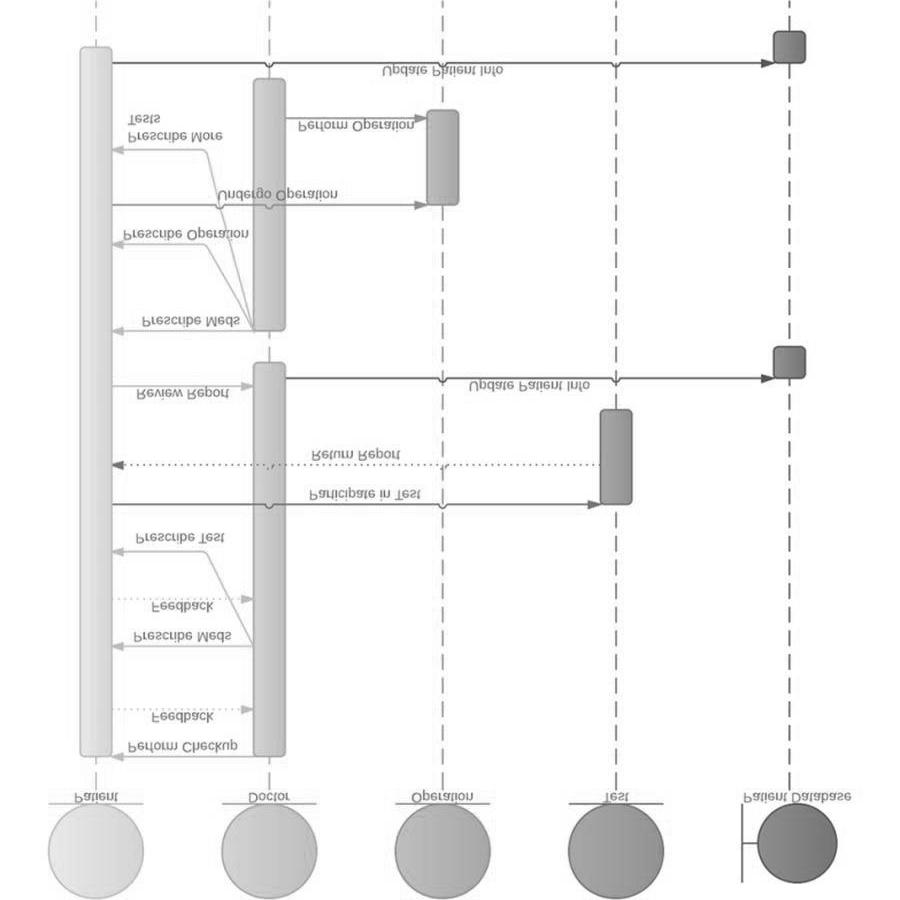 Update Patient Info
Tests
Prescribe More
Perform Operation
Undergo Operation
Prescribe Operation
Prescribe Meds
Review Report
Update Patient Info
Return Report
Participate in Test
Prescribe Test
Feedback
Prescribe Meds
Feedback
Perform Checkup
Patient
Doctor
Operation
Test
Patient Database